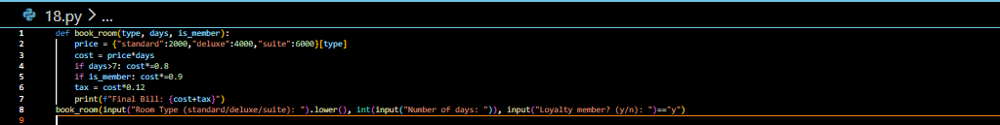 18.py > ...
1 def book_room(type, days, is_member):
2     price = {"standard":2000,"deluxe":4000,"suite":6000}[type]
3     cost = price*days
4     if days>7: cost*=0.8
5     if is_member: cost*=0.9
6     tax = cost*0.12
7     print(f"Final Bill: {cost+tax}")
8 book_room(input("Room Type (standard/deluxe/suite): ").lower(), int(input("Number of days: ")), input("Loyalty member? (y/n): ")=="y")
9